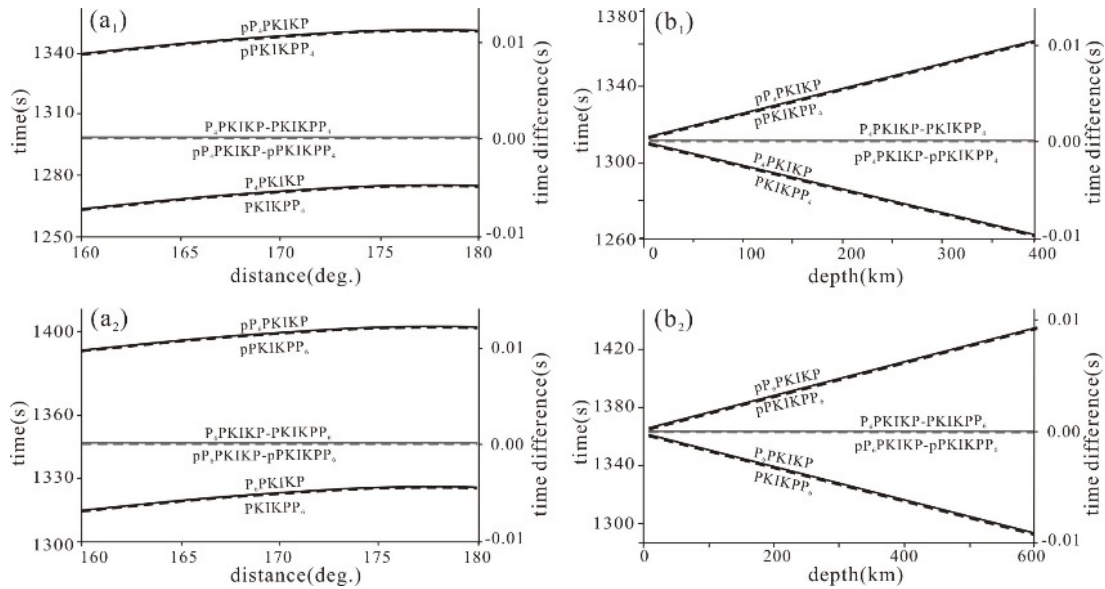 (a₁)
1340
1310
1280
1250
time(s)
pP₄PKIKP
pPKIKPP₄
P₄PKIKP-PKIKPP₄
pP₄PKIKP-pPKIKPP₄
P₄PKIKP
PKIKPP₄
0.01
0.00
-0.01
time difference(s)
160 165 170 175 180
distance(deg.)
(b₁)
1380
1340
1300
1260
time(s)
pP₄PKIKP
pPKIKPP₄
P₄PKIKP-PKIKPP₄
pP₄PKIKP-pPKIKPP₄
P₄PKIKP
PKIKPP₄
0.01
0.00
-0.01
time difference(s)
0 100 200 300 400
depth(km)
(a₂)
1400
1360
1330
1300
time(s)
pP₆PKIKP
pPKIKPP₆
P₆PKIKP-PKIKPP₆
pP₆PKIKP-pPKIKPP₆
P₆PKIKP
PKIKPP₆
0.01
0.00
-0.01
time difference(s)
160 165 170 175 180
distance(deg.)
(b₂)
1420
1380
1340
1300
time(s)
pP₆PKIKP
pPKIKPP₆
P₆PKIKP-PKIKPP₆
P₆PKIKP
PKIKPP₆
0.01
0.00
-0.01
time difference(s)
0 200 400 600
depth(km)